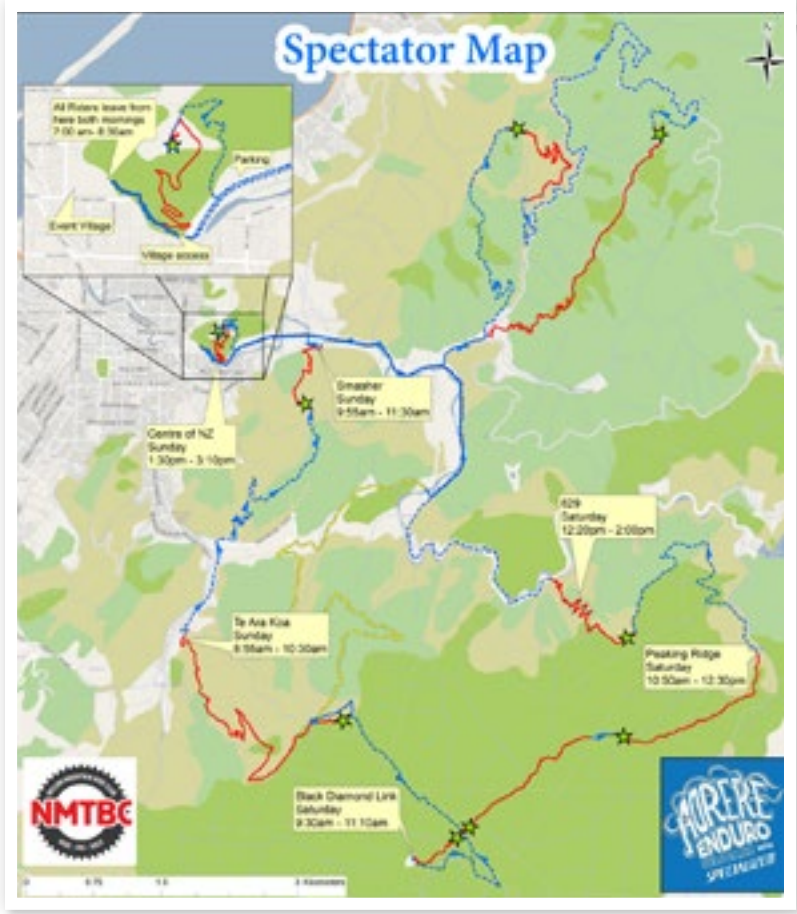 Spectator Map
N
All Riders leave from
here both mornings
7:00 am- 8:30am
Parking
Event Village
Village access
Smasher
Sunday
9:55am - 11:30am
Centre of NZ
Sunday
1:30pm - 3:10pm
629
Saturday
12:20pm - 2:00pm
Te Ara Koa
Sunday
8:55am - 10:30am
Peaking Ridge
Saturday
10:50am - 12:30pm
Black Diamond Link
Saturday
9:30am - 11:10am
NMTBC
AORERE
ENDURO
SPECIALIZED
0 0.75 1.5 3 Kilometers